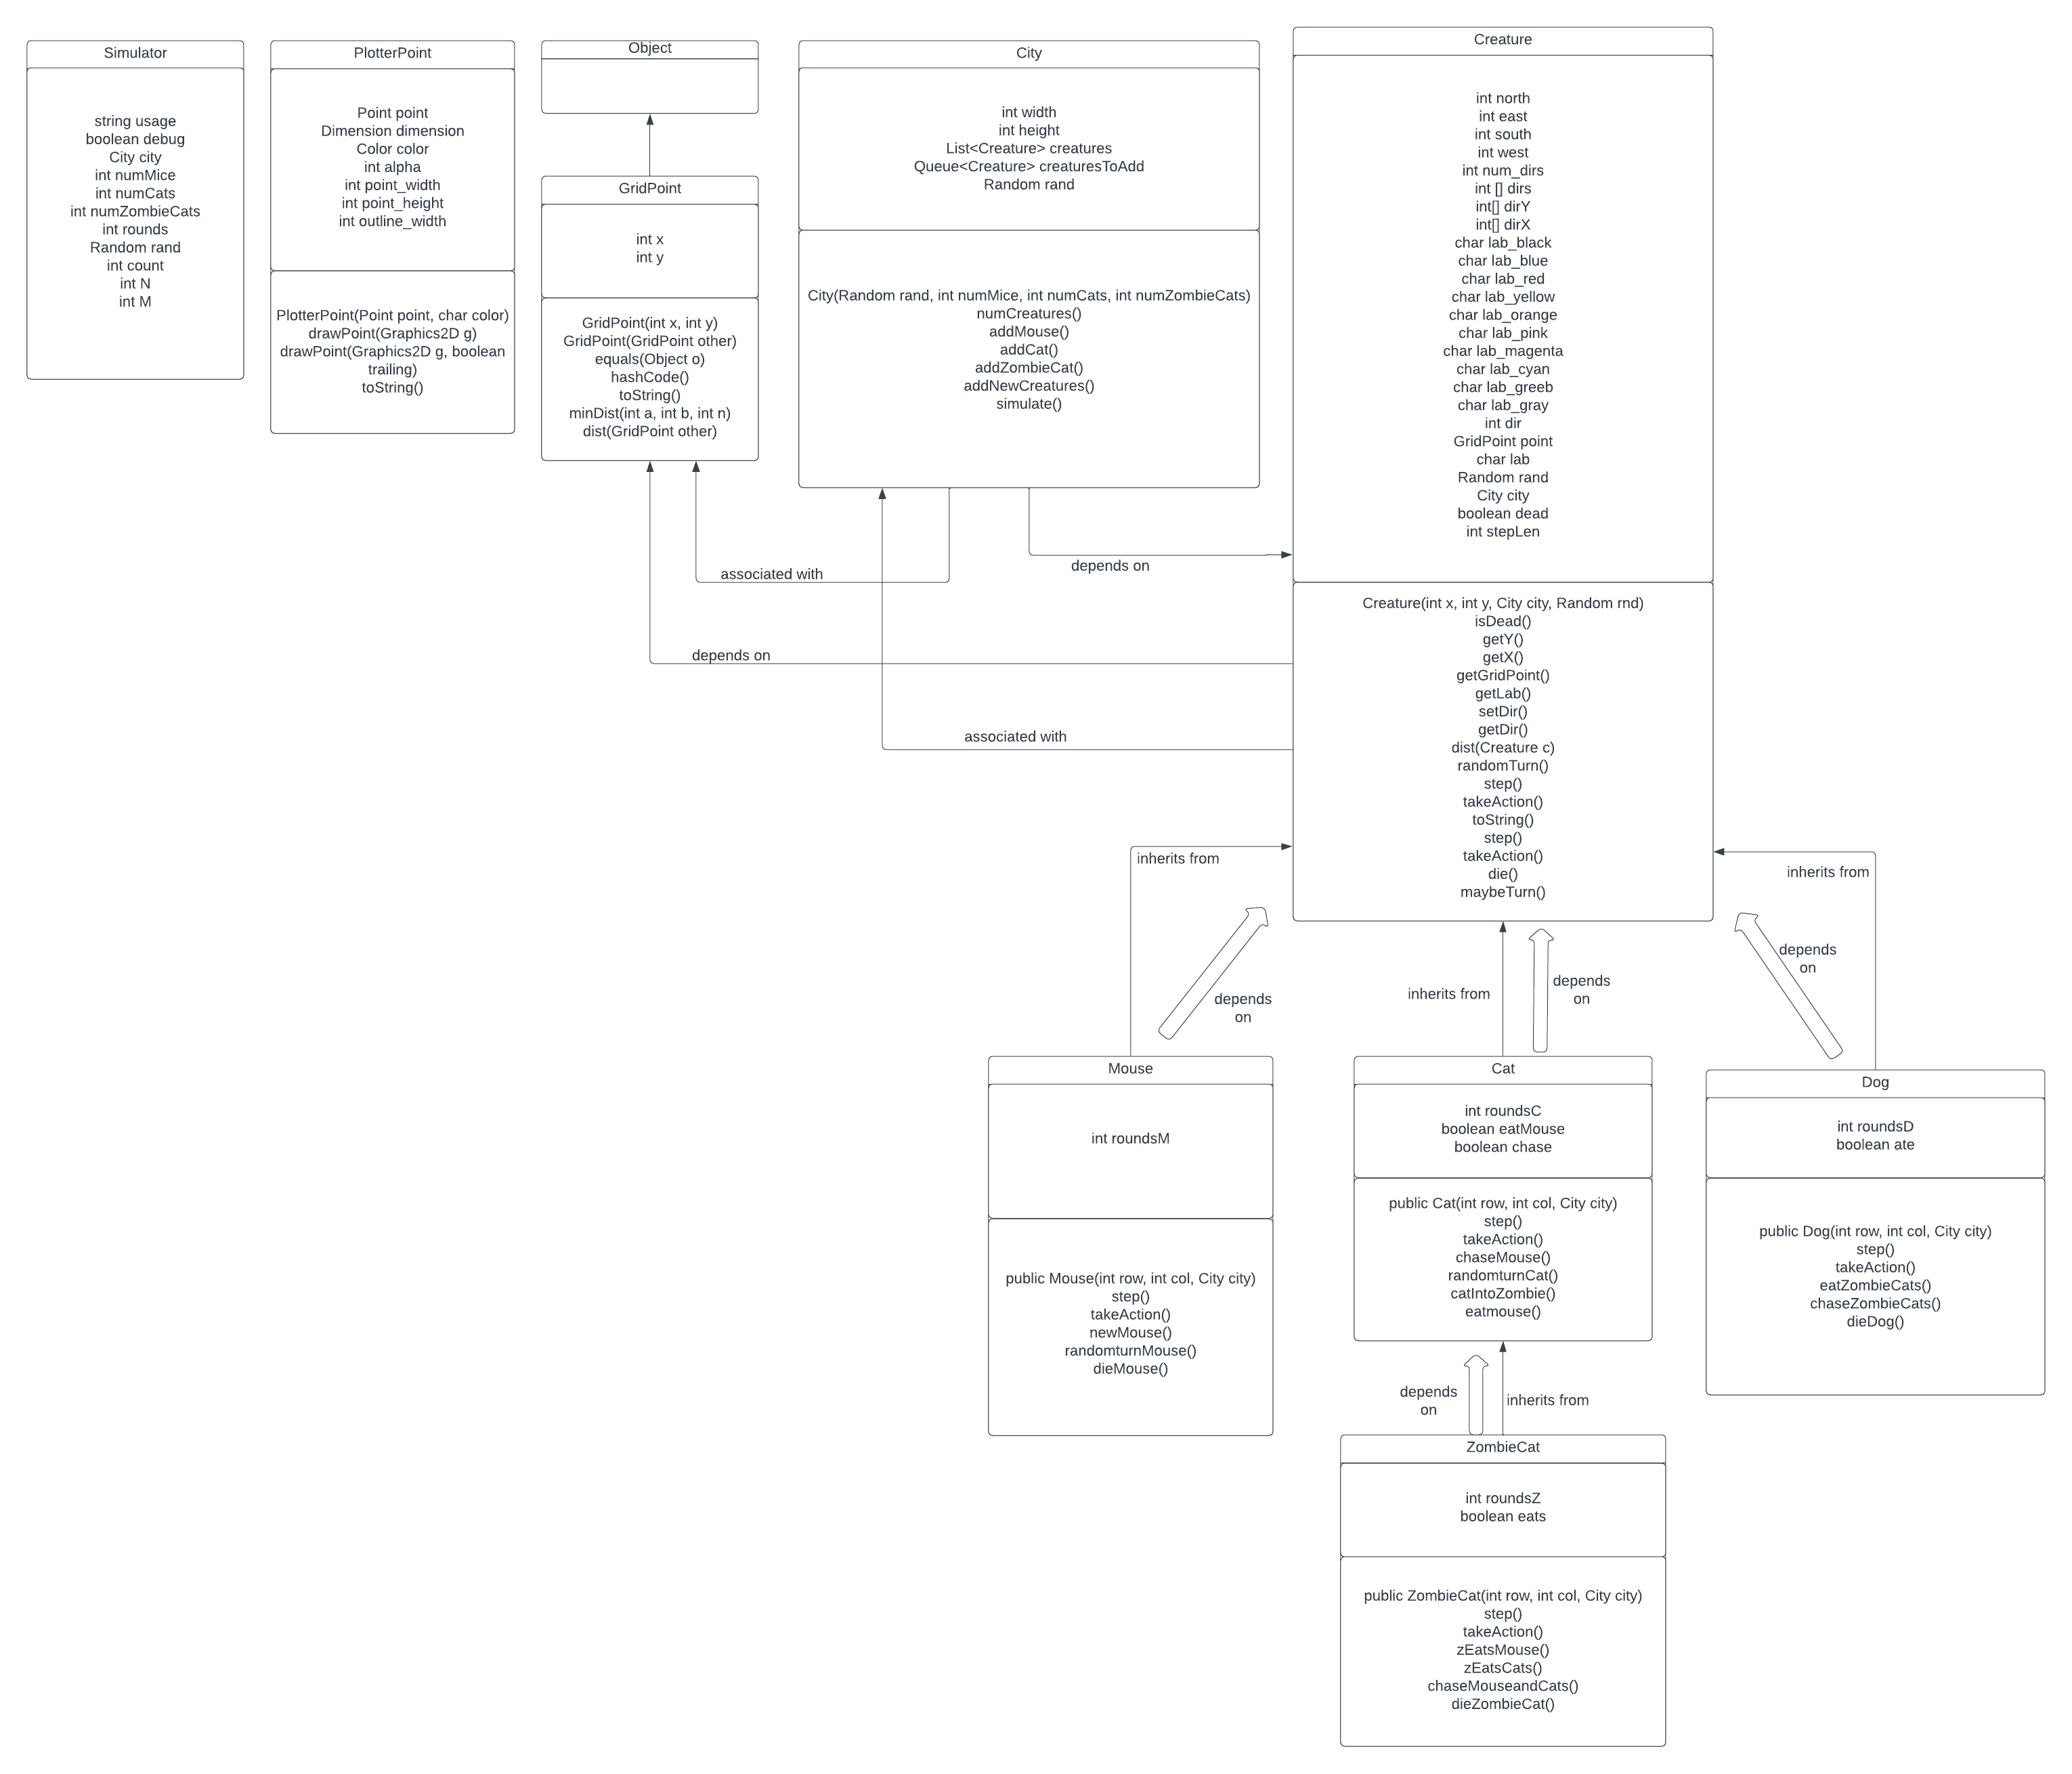 Simulator
string usage
boolean debug
City city
int numMice
int numCats
int numZombieCats
int rounds
Random rand
int count
int N
int M
PlotterPoint
Point point
Dimension dimension
Color color
int alpha
int point_width
int point_height
int outline_width
PlotterPoint(Point point, char color)
drawPoint(Graphics2D g)
drawPoint(Graphics2D g, boolean
trailing)
toString()
Object
GridPoint
int x
int y
GridPoint(int x, int y)
GridPoint(GridPoint other)
equals(Object o)
hashCode()
toString()
minDist(int a, int b, int n)
dist(GridPoint other)
City
int width
int height
List<Creature> creatures
Queue<Creature> creaturesToAdd
Random rand
City(Random rand, int numMice, int numCats, int numZombieCats)
numCreatures()
addMouse()
addCat()
addZombieCat()
addNewCreatures()
simulate()
Creature
int north
int east
int south
int west
int num_dirs
int [] dirs
int[] dirY
int[] dirX
char lab_black
char lab_blue
char lab_red
char lab_yellow
char lab_orange
char lab_pink
char lab_magenta
char lab_cyan
char lab_greeb
char lab_gray
int dir
GridPoint point
char lab
Random rand
City city
boolean dead
int stepLen
Creature(int x, int y, City city, Random rnd)
isDead()
getY()
getX()
getGridPoint()
getLab()
setDir()
getDir()
dist(Creature c)
randomTurn()
step()
takeAction()
toString()
step()
takeAction()
die()
maybeTurn()
associated with
depends on
depends on
associated with
inherits from
depends
on
inherits from
depends
on
inherits from
depends
on
Mouse
int roundsM
public Mouse(int row, int col, City city)
step()
takeAction()
newMouse()
randomturnMouse()
dieMouse()
Cat
int roundsC
boolean eatMouse
boolean chase
public Cat(int row, int col, City city)
step()
takeAction()
chaseMouse()
randomturnCat()
catIntoZombie()
eatmouse()
Dog
int roundsD
boolean ate
public Dog(int row, int col, City city)
step()
takeAction()
eatZombieCats()
chaseZombieCats()
dieDog()
depends
on
inherits from
ZombieCat
int roundsZ
boolean eats
public ZombieCat(int row, int col, City city)
step()
takeAction()
zEatsMouse()
zEatsCats()
chaseMouseandCats()
dieZombieCat()